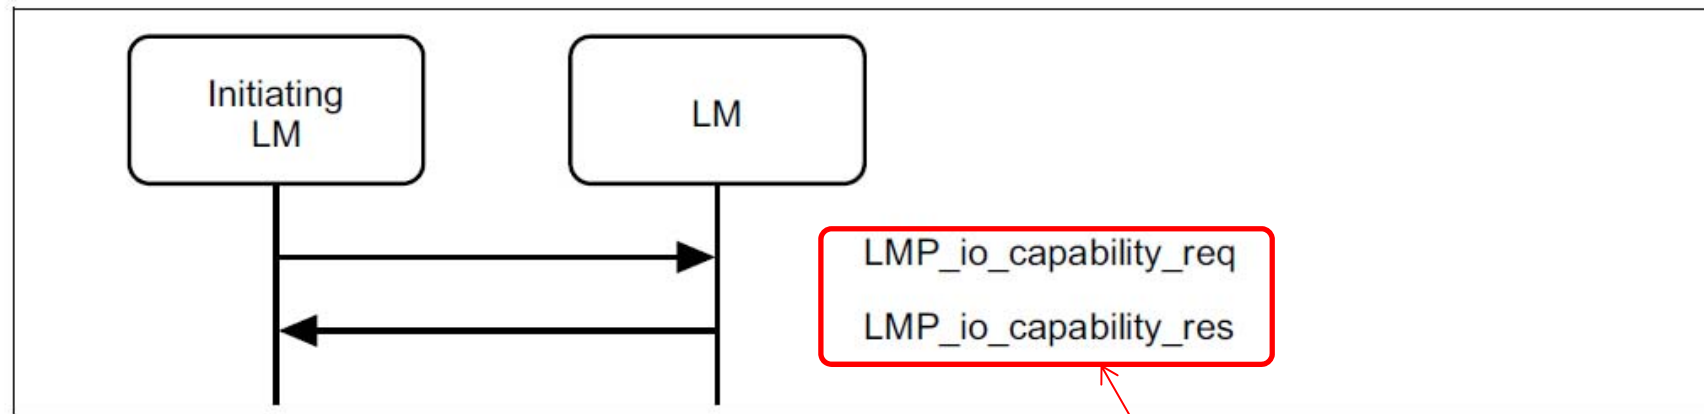 Initiating
LM
LM
LMP_io_capability_req
LMP_io_capability_res